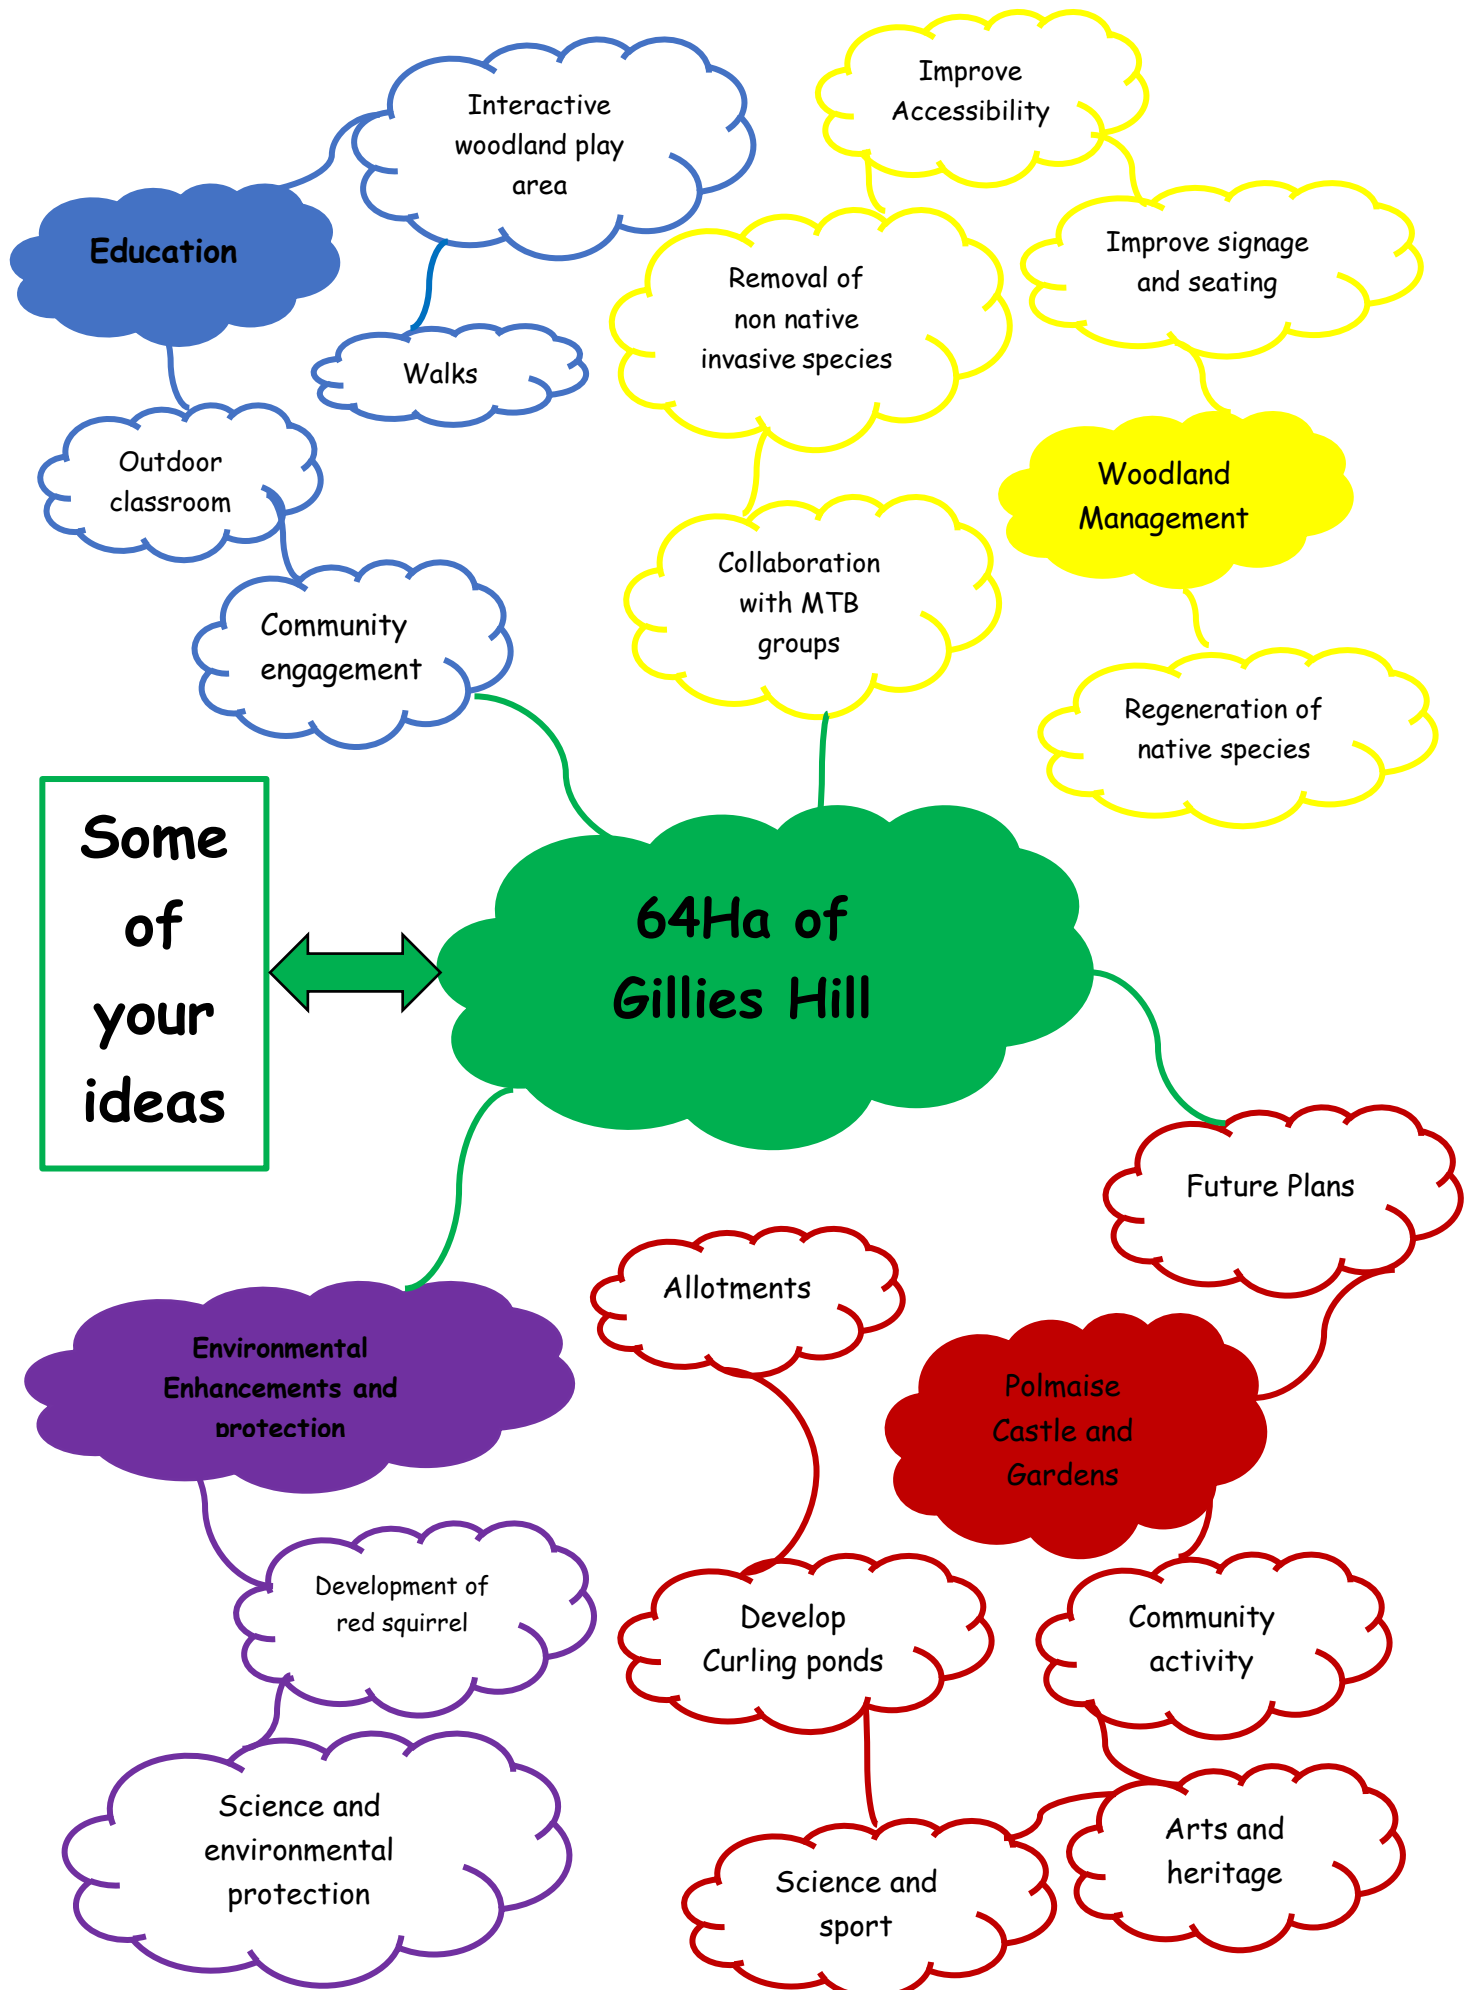 Interactive
woodland play
area
Improve
Accessibility
Education
Improve signage
and seating
Removal of
non native
invasive species
Walks
Outdoor
classroom
Woodland
Management
Collaboration
with MTB
groups
Community
engagement
Regeneration of
native species
Some
of
your
ideas
64Ha of
Gillies Hill
Future Plans
Allotments
Environmental
Enhancements and
protection
Polmaise
Castle and
Gardens
Development of
red squirrel
Develop
Curling ponds
Community
activity
Science and
environmental
protection
Arts and
heritage
Science and
sport